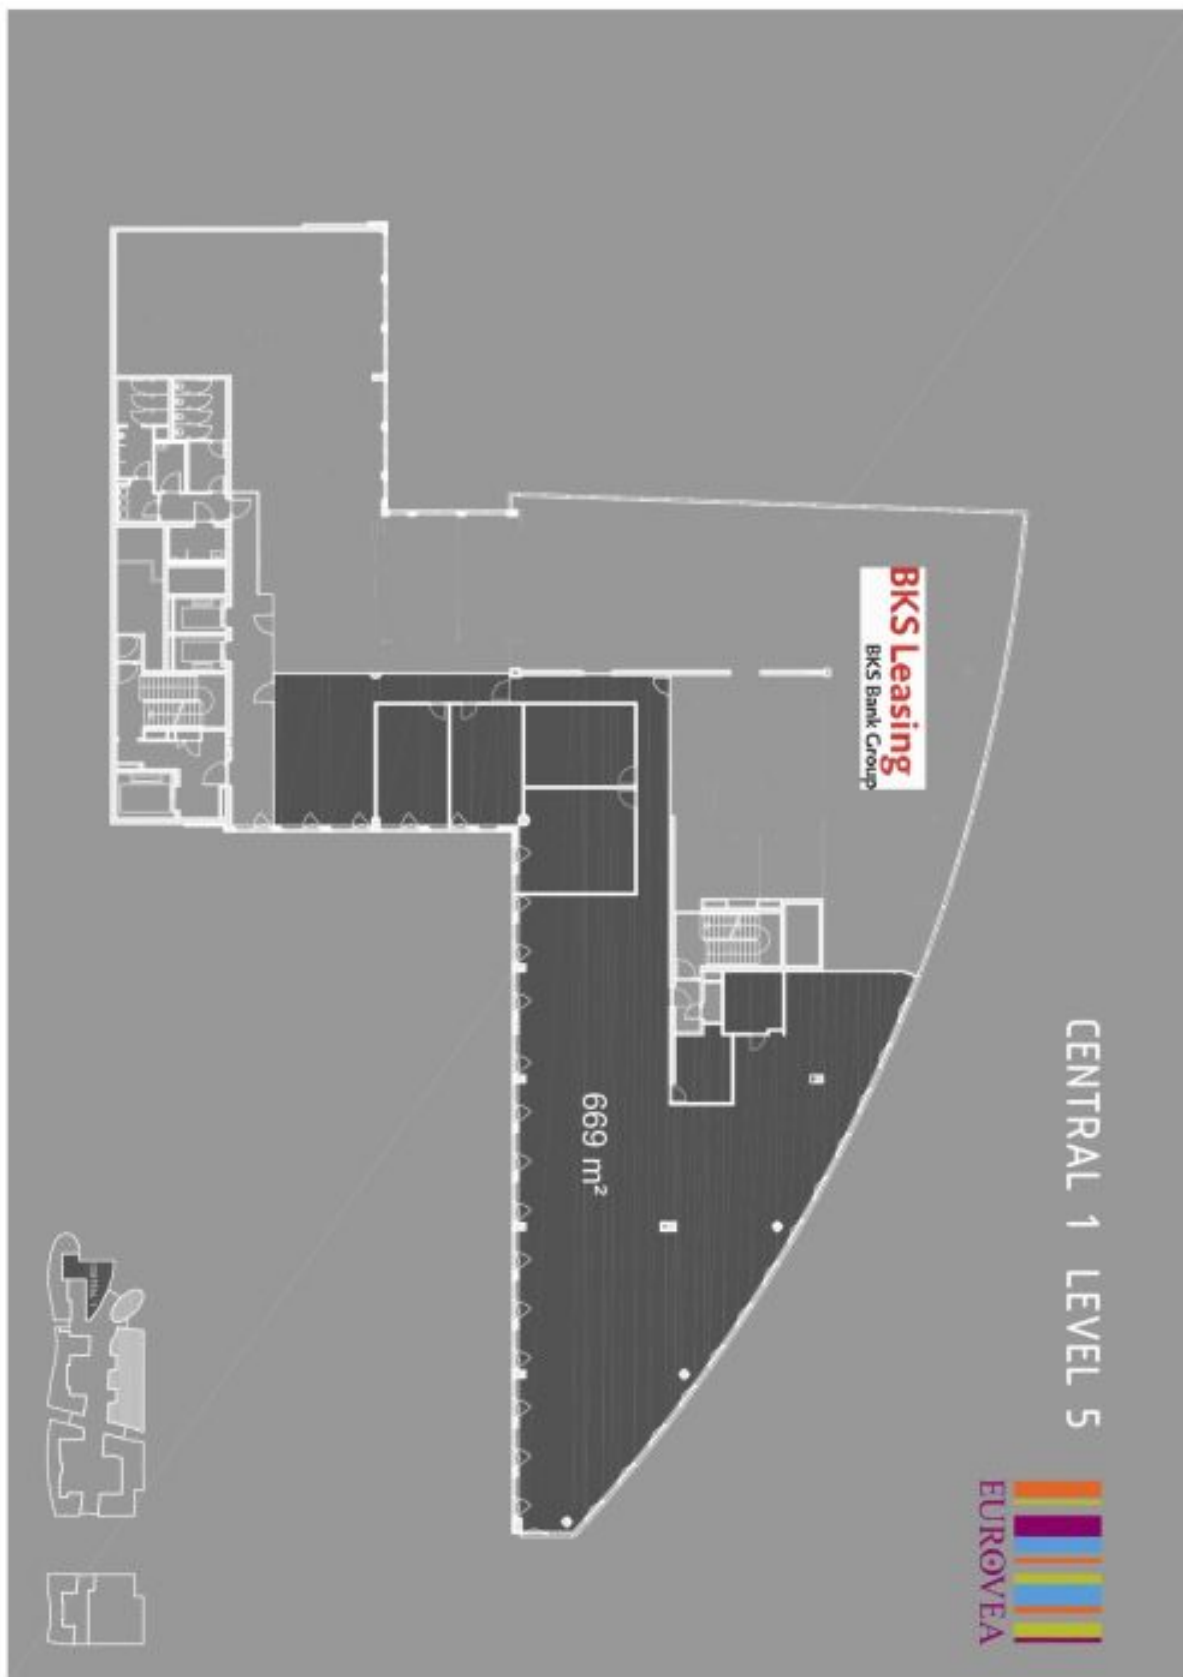 CENTRAL 1 LEVEL 5
EUROVEA
BKS Leasing
BKS Bank Group
669 m²